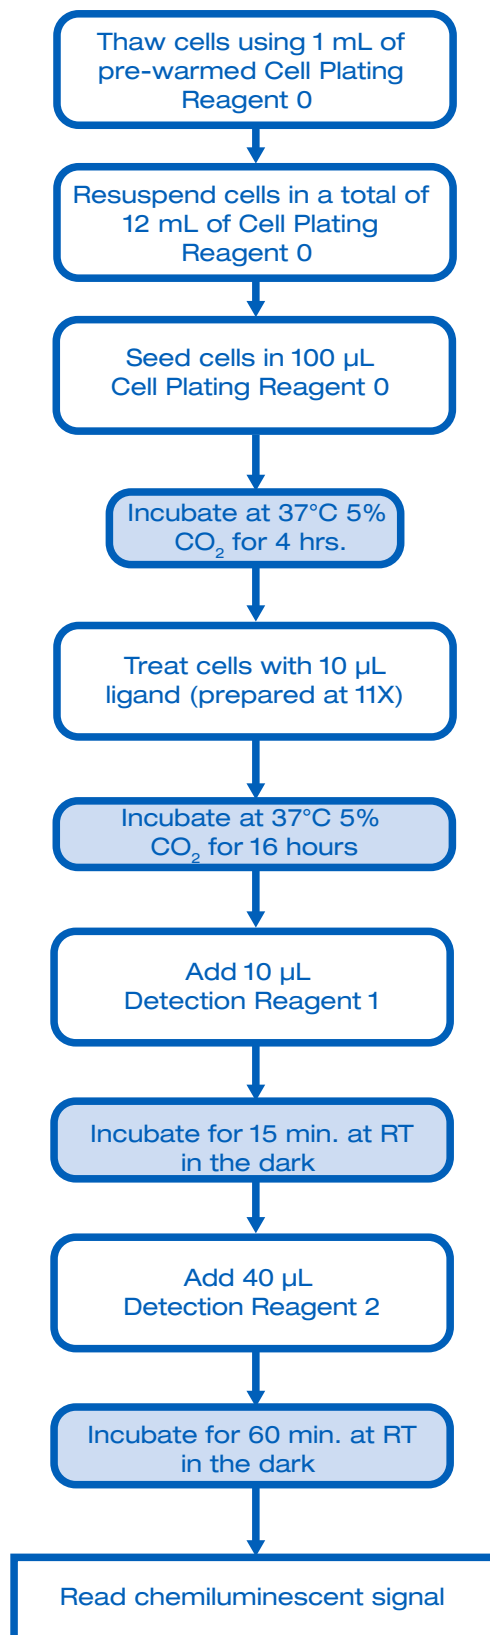 Thaw cells using 1 mL of
pre-warmed Cell Plating
Reagent 0
Resuspend cells in a total of
12 mL of Cell Plating
Reagent 0
Seed cells in 100 µL
Cell Plating Reagent 0
Incubate at 37°C 5%
CO₂ for 4 hrs.
Treat cells with 10 µL
ligand (prepared at 11X)
Incubate at 37°C 5%
CO₂ for 16 hours
Add 10 µL
Detection Reagent 1
Incubate for 15 min. at RT
in the dark
Add 40 µL
Detection Reagent 2
Incubate for 60 min. at RT
in the dark
Read chemiluminescent signal